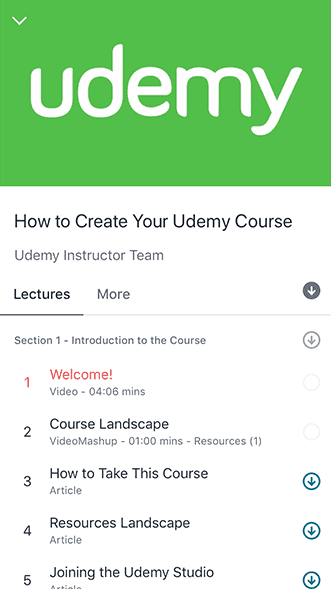 udemy
How to Create Your Udemy Course
Udemy Instructor Team
Lectures More
Section 1 - Introduction to the Course
1 Welcome!
Video - 04:06 mins
2 Course Landscape
VideoMashup - 01:00 mins - Resources (1)
3 How to Take This Course
Article
4 Resources Landscape
Article
5 Joining the Udemy Studio
Article